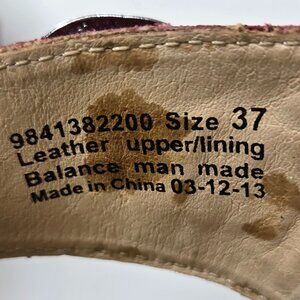 9841382200 Size 37
Leather upper/lining
Balance man made
Made in China 03-12-13